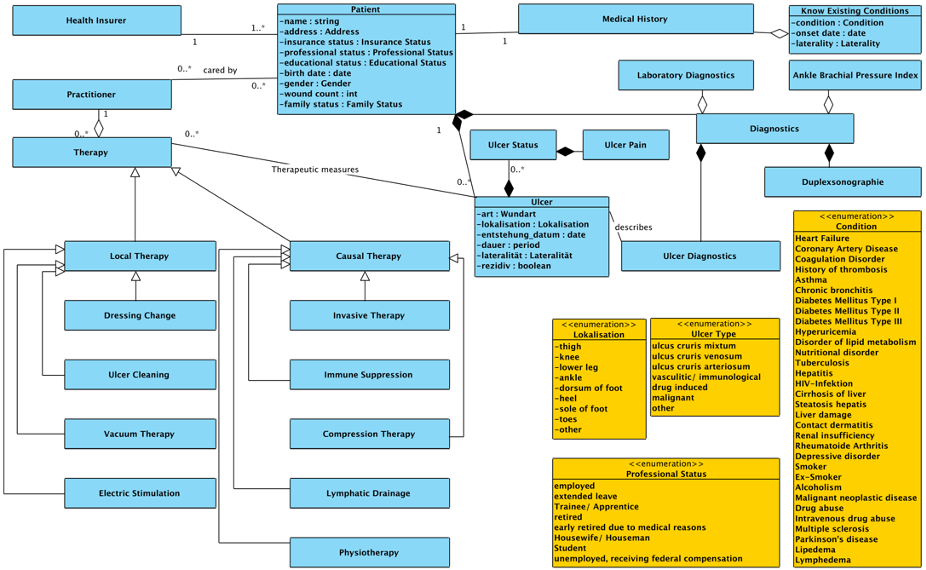 Health Insurer
1
1..*
Patient
-name : string
-address : Address
-insurance status : Insurance Status
-professional status : Professional Status
-educational status : Educational Status
-birth date : date
-gender : Gender
-wound count : int
-family status : Family Status
1
1
Medical History
Know Existing Conditions
-condition : Condition
-onset date : date
-laterality : Laterality
0..*
cared by
0..*
Practitioner
1
0..*
0..*
Therapy
Therapeutic measures
1
0..*
Laboratory Diagnostics
Ankle Brachial Pressure Index
Diagnostics
Ulcer Status
Ulcer Pain
0..*
Duplexsonographie
Ulcer
-art : Wundart
-lokalisation : Lokalisation
-entstehung_datum : date
-dauer : period
-lateralität : Lateralität
-rezidiv : boolean
describes
Ulcer Diagnostics
Local Therapy
Causal Therapy
Dressing Change
Invasive Therapy
Ulcer Cleaning
Immune Suppression
Vacuum Therapy
Compression Therapy
Electric Stimulation
Lymphatic Drainage
Physiotherapy
<<enumeration>>
Lokalisation
-thigh
-knee
-lower leg
-ankle
-dorsum of foot
-heel
-sole of foot
-toes
-other
<<enumeration>>
Ulcer Type
ulcus cruris mixtum
ulcus cruris venosum
ulcus cruris arteriosum
vasculitic/ immunological
drug induced
malignant
other
<<enumeration>>
Professional Status
employed
extended leave
Trainee/ Apprentice
retired
early retired due to medical reasons
Housewife/ Houseman
Student
unemployed, receiving federal compensation
<<enumeration>>
Condition
Heart Failure
Coronary Artery Disease
Coagulation Disorder
History of thrombosis
Asthma
Chronic bronchitis
Diabetes Mellitus Type I
Diabetes Mellitus Type II
Diabetes Mellitus Type III
Hyperuricemia
Disorder of lipid metabolism
Nutritional disorder
Tuberculosis
Hepatitis
HIV-Infektion
Cirrhosis of liver
Steatosis hepatis
Liver damage
Contact dermatitis
Renal insufficiency
Rheumatoide Arthritis
Depressive disorder
Smoker
Ex-Smoker
Alcoholism
Malignant neoplastic disease
Drug abuse
Intravenous drug abuse
Multiple sclerosis
Parkinson's disease
Lipedema
Lymphedema